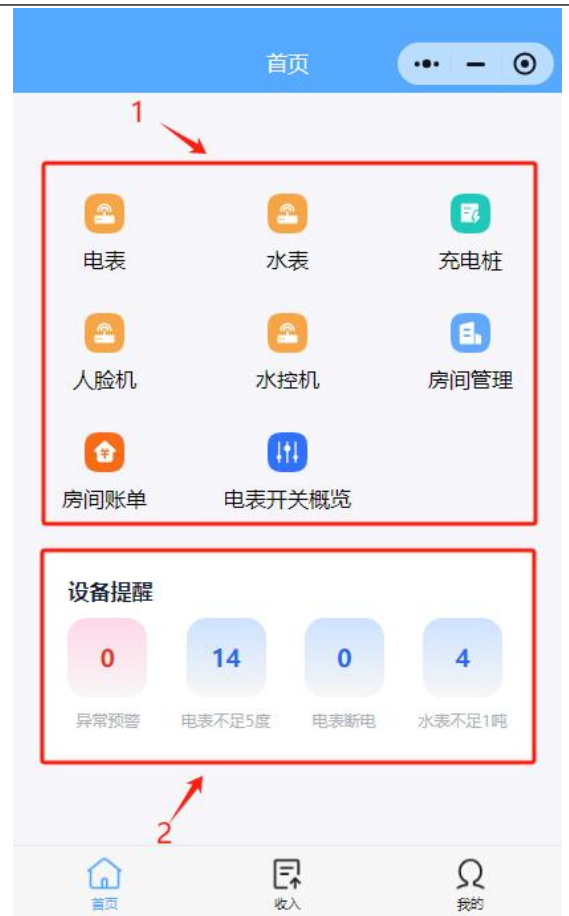 首页
1
电表 水表 充电桩
人脸机 水控机 房间管理
房间账单 电表开关概览
设备提醒
0 14 0 4
异常预警 电表不足5度 电表断电 水表不足1吨
2
首页 收入 我的